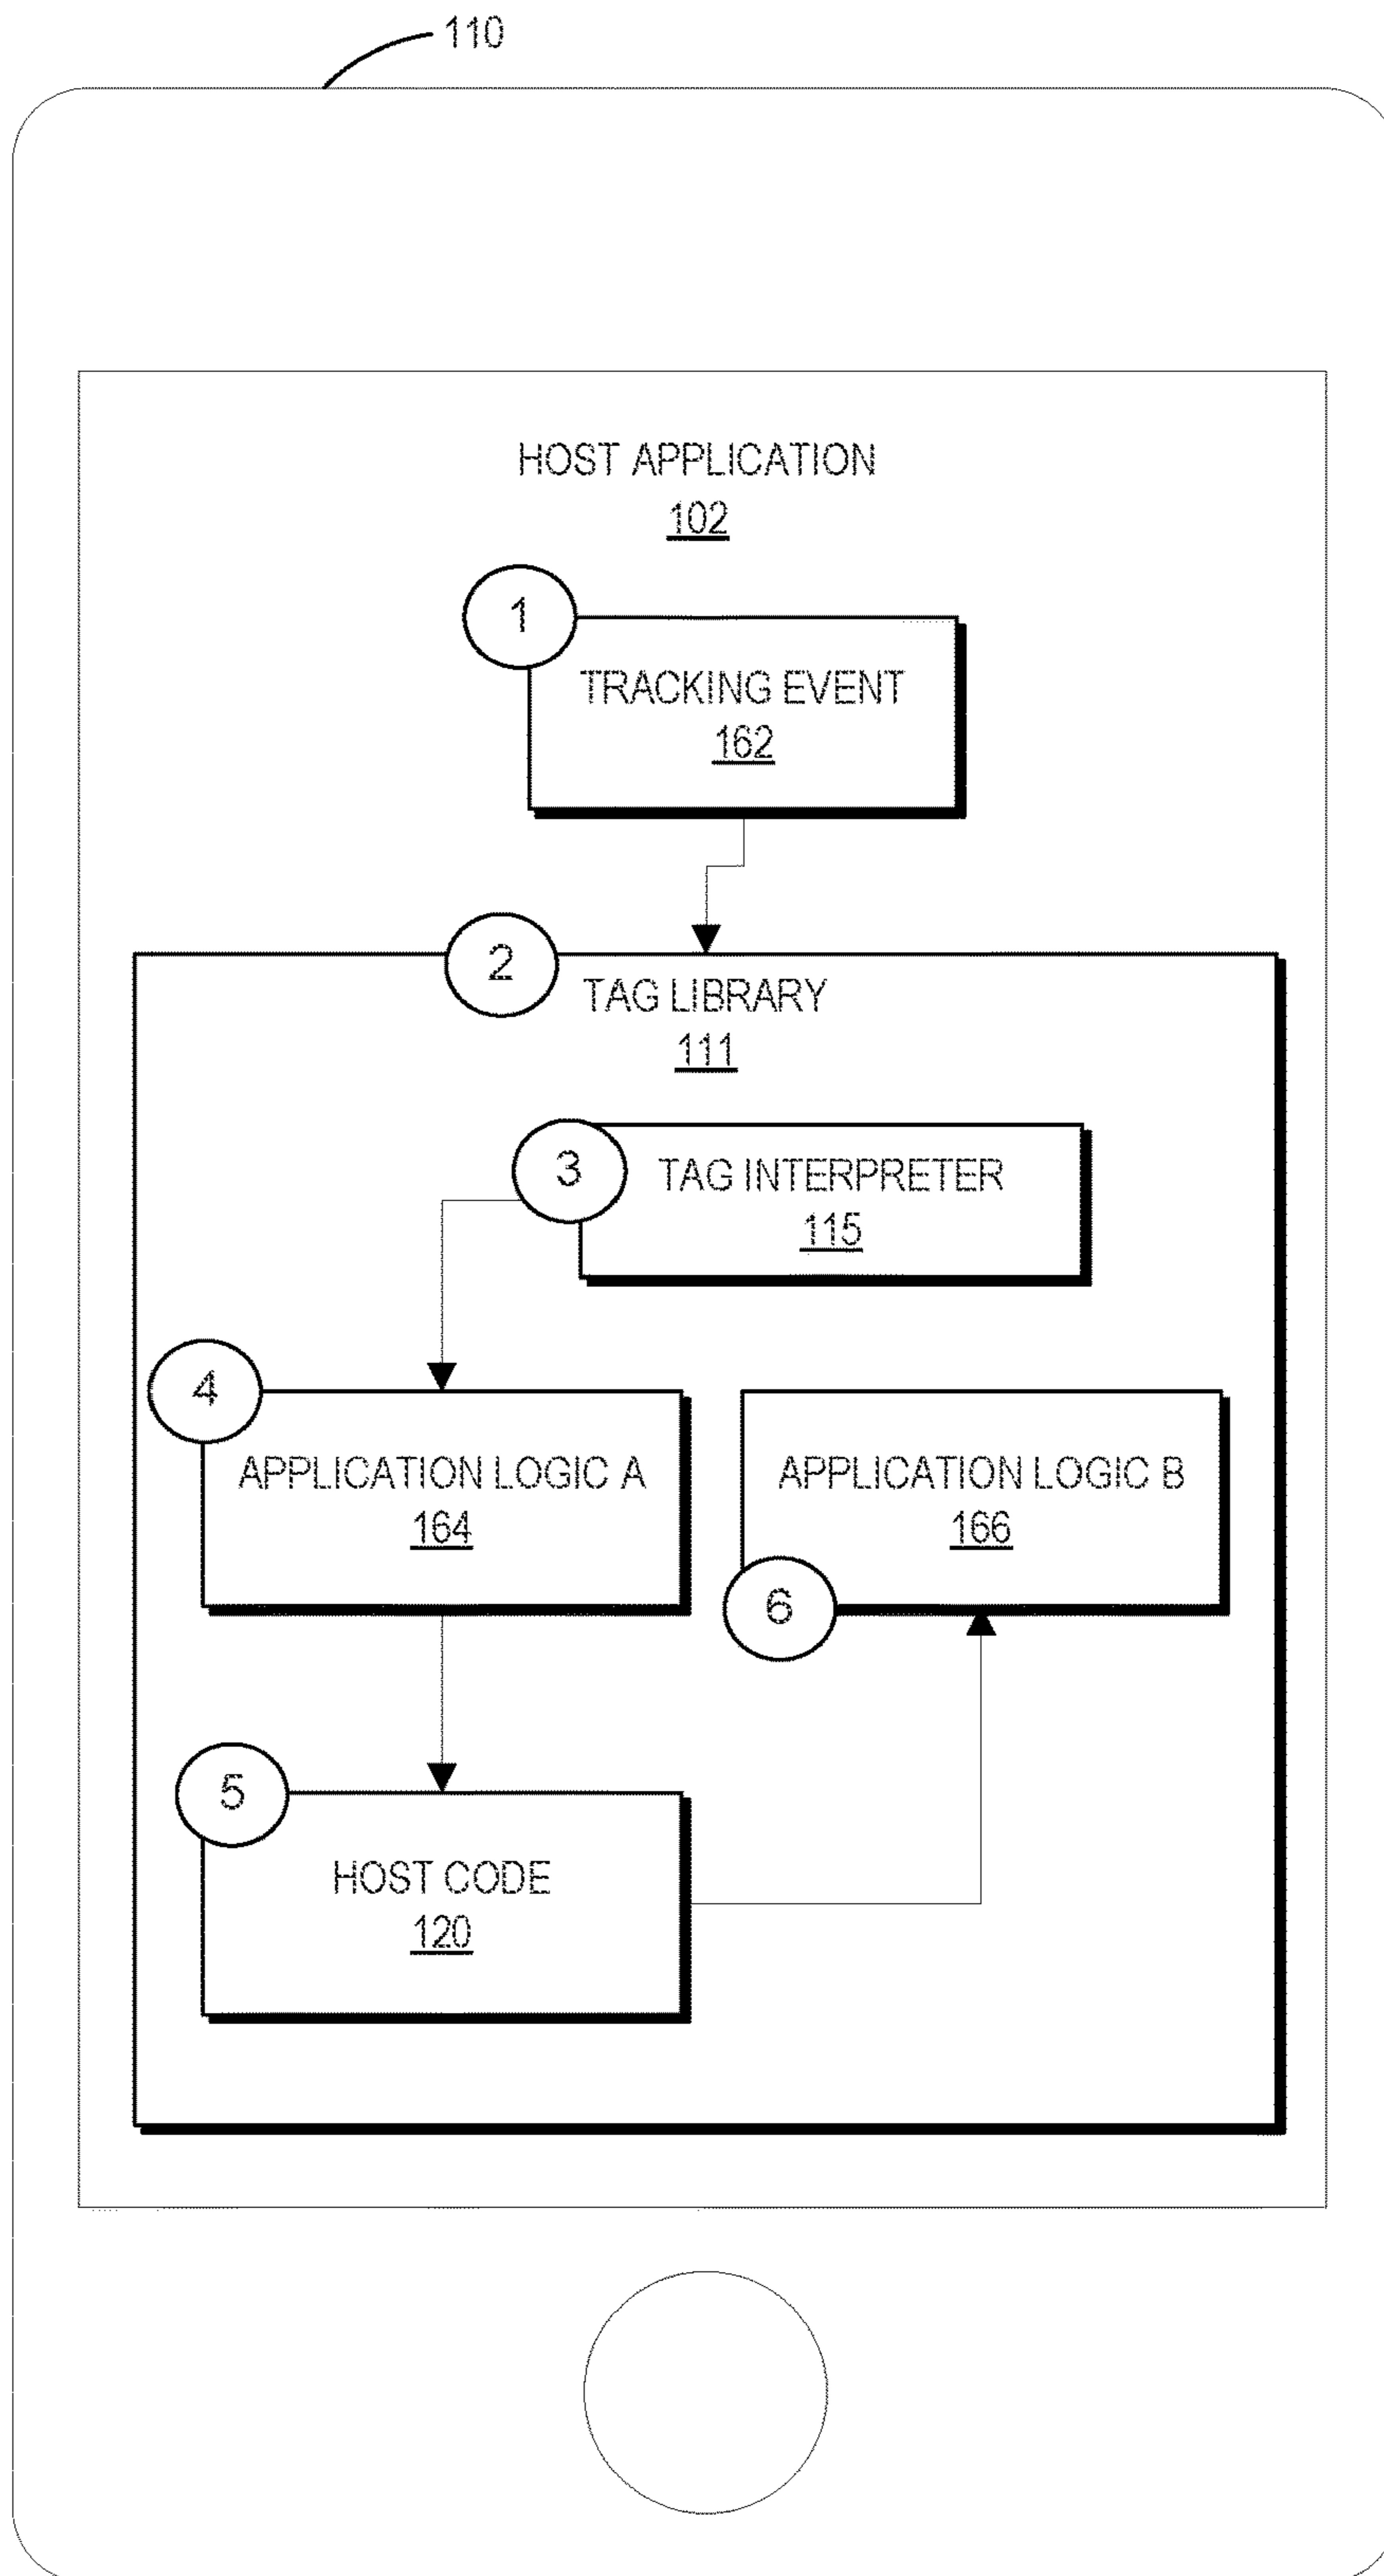 110
HOST APPLICATION
102
1
TRACKING EVENT
162
2
TAG LIBRARY
111
3
TAG INTERPRETER
115
4
APPLICATION LOGIC A
164
APPLICATION LOGIC B
166
6
5
HOST CODE
120